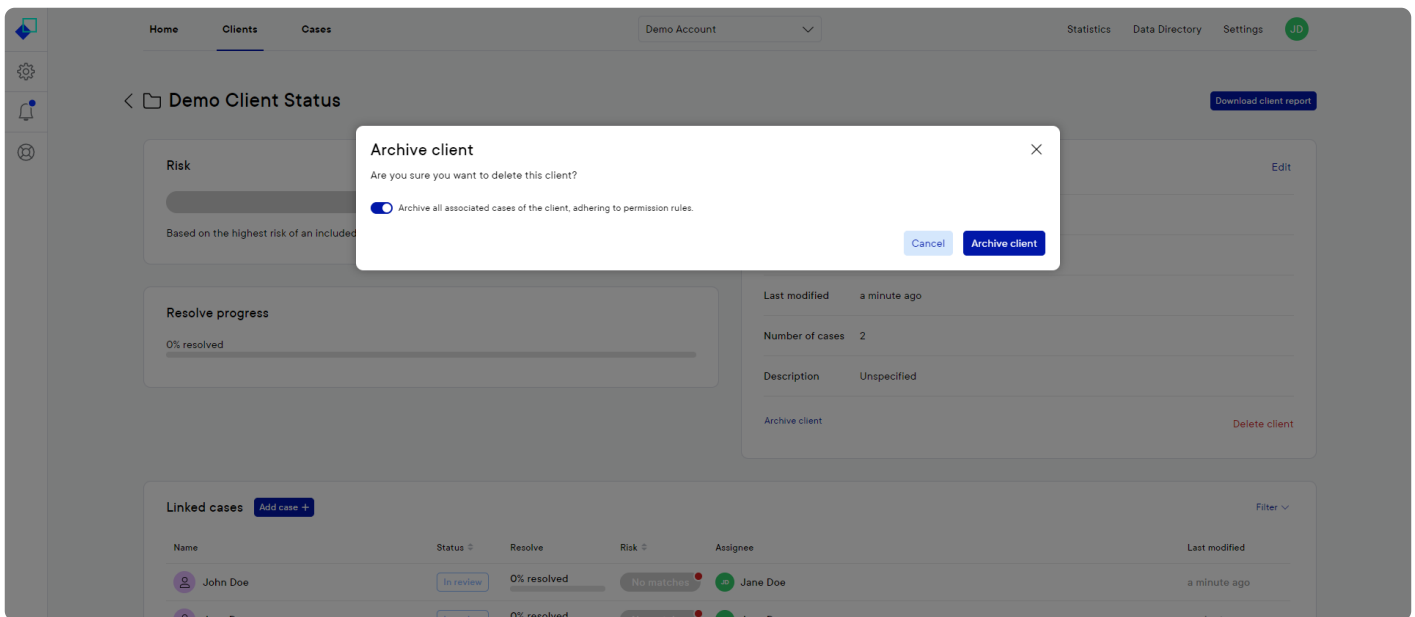 Home Clients Cases Demo Account Statistics Data Directory Settings JD
Demo Client Status Download client report
Archive client
Are you sure you want to delete this client?
Archive all associated cases of the client, adhering to permission rules.
Cancel Archive client
Risk Edit
Based on the highest risk of an included
Last modified a minute ago
Resolve progress
Number of cases 2
0% resolved
Description Unspecified
Archive client Delete client
Linked cases Add case + Filter
Name Status Resolve Risk Assignee Last modified
John Doe In review 0% resolved No matches JD Jane Doe a minute ago
0% resolved